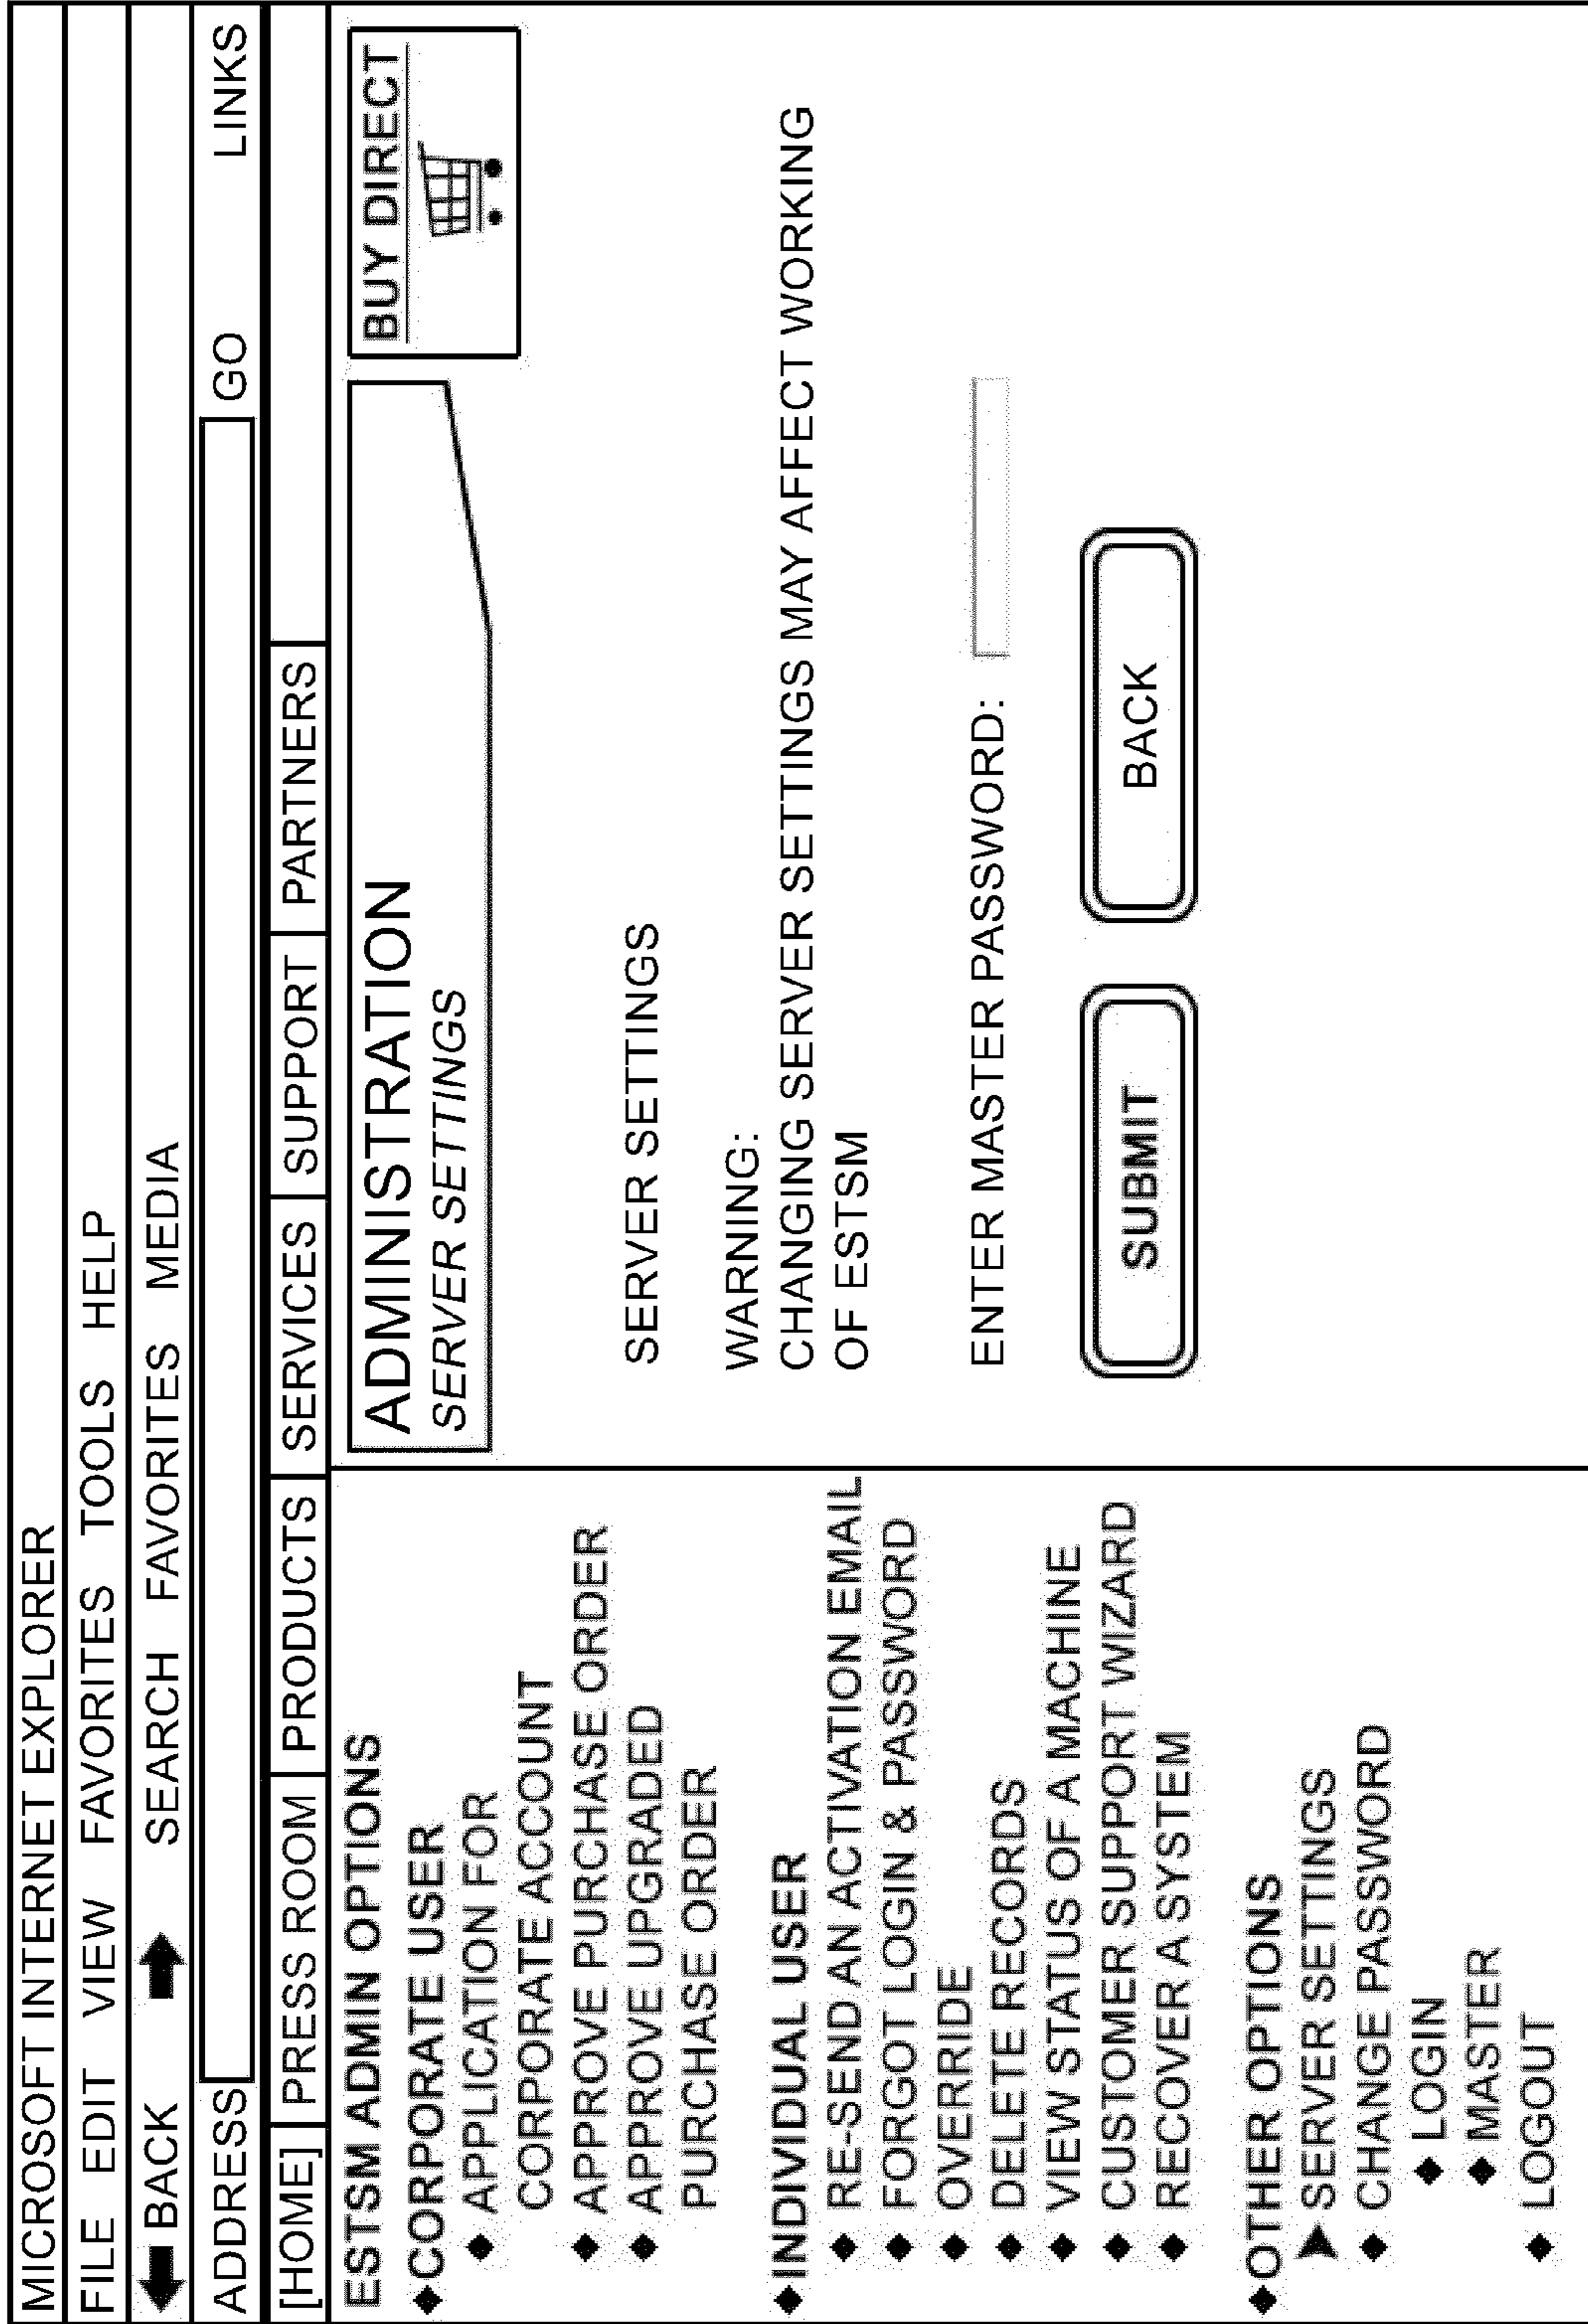 MICROSOFT INTERNET EXPLORER
FILE EDIT VIEW FAVORITES TOOLS HELP
BACK SEARCH FAVORITES MEDIA
ADDRESS GO LINKS
[HOME] PRESS ROOM PRODUCTS SERVICES SUPPORT PARTNERS
ESTSM ADMIN OPTIONS
CORPORATE USER
APPLICATION FOR
CORPORATE ACCOUNT
APPROVE PURCHASE ORDER
APPROVE UPGRADED
PURCHASE ORDER
INDIVIDUAL USER
RE-SEND AN ACTIVATION EMAIL
FORGOT LOGIN & PASSWORD
OVERRIDE
DELETE RECORDS
VIEW STATUS OF A MACHINE
CUSTOMER SUPPORT WIZARD
RECOVER A SYSTEM
OTHER OPTIONS
SERVER SETTINGS
CHANGE PASSWORD
LOGIN
MASTER
LOGOUT
ADMINISTRATION
SERVER SETTINGS
BUY DIRECT
SERVER SETTINGS
WARNING:
CHANGING SERVER SETTINGS MAY AFFECT WORKING
OF ESTSM
ENTER MASTER PASSWORD:
SUBMIT BACK